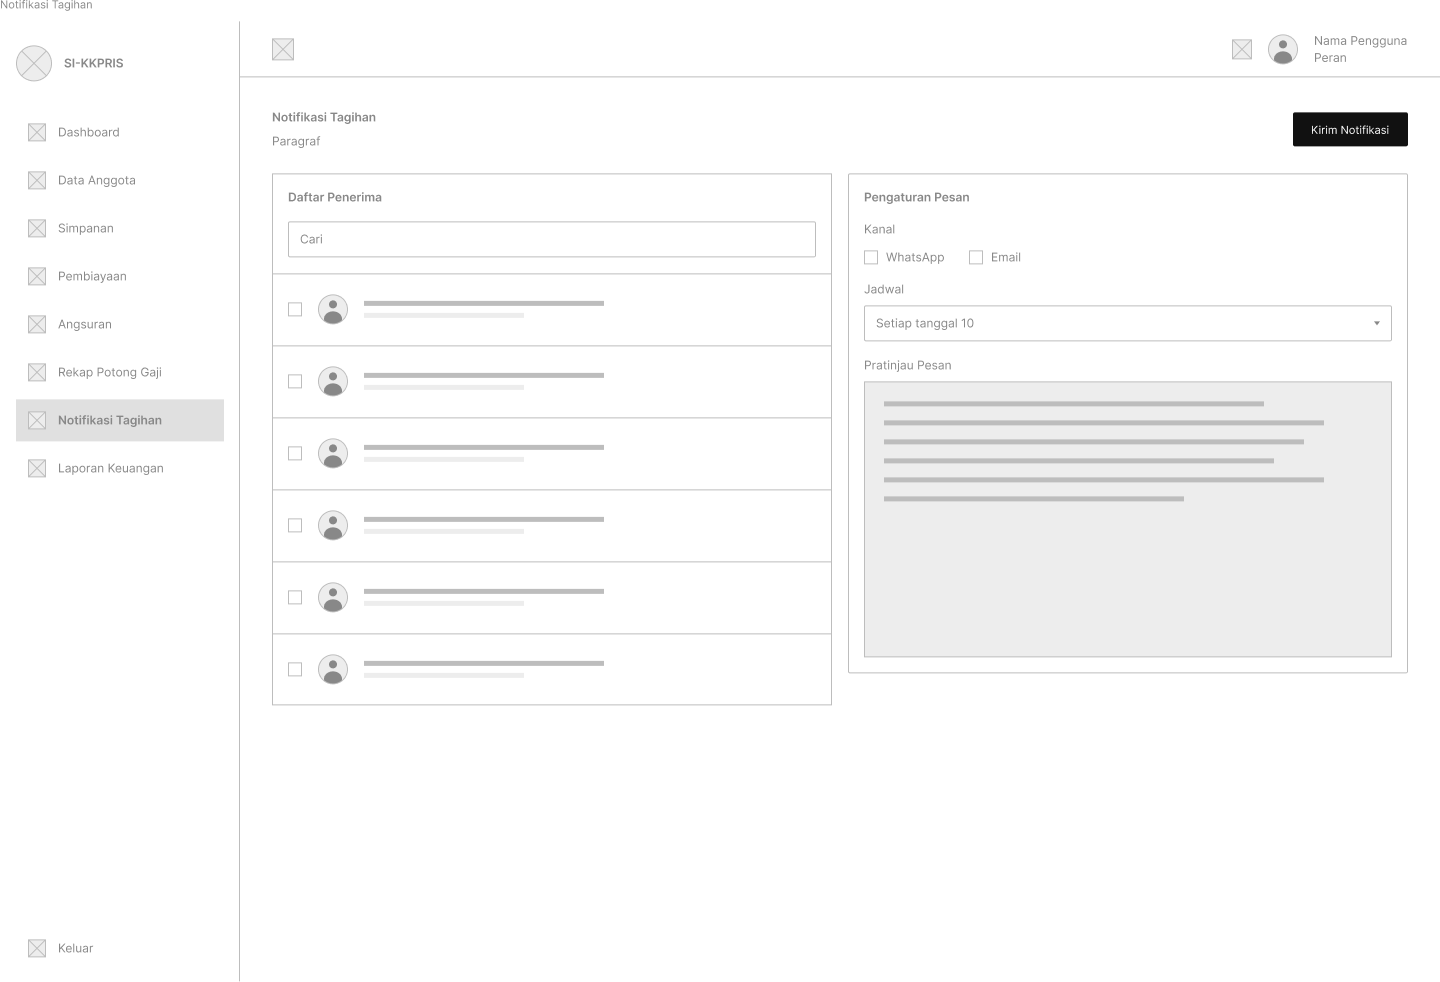 Notifikasi Tagihan
SI-KKPRIS
Dashboard
Data Anggota
Simpanan
Pembiayaan
Angsuran
Rekap Potong Gaji
Notifikasi Tagihan
Laporan Keuangan
Keluar
Nama Pengguna
Peran
Notifikasi Tagihan
Paragraf
Kirim Notifikasi
Daftar Penerima
Cari
Pengaturan Pesan
Kanal
WhatsApp
Email
Jadwal
Setiap tanggal 10
Pratinjau Pesan